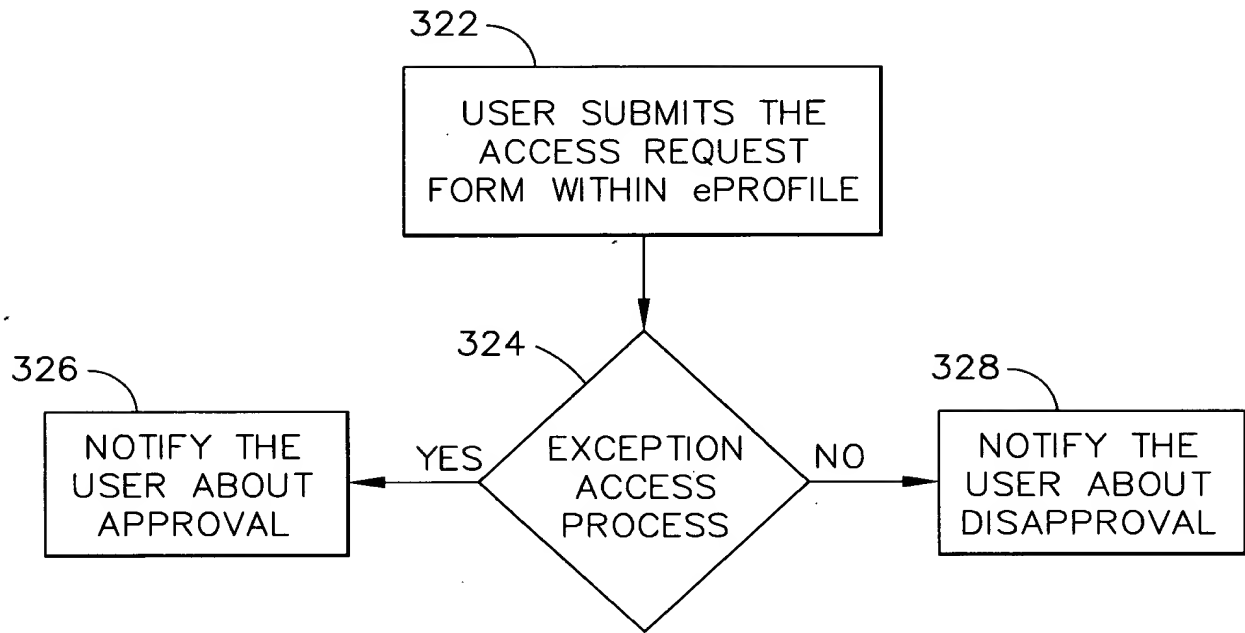 322
USER SUBMITS THE
ACCESS REQUEST
FORM WITHIN ePROFILE
324
EXCEPTION
ACCESS
PROCESS
YES
NO
326
NOTIFY THE
USER ABOUT
APPROVAL
328
NOTIFY THE
USER ABOUT
DISAPPROVAL